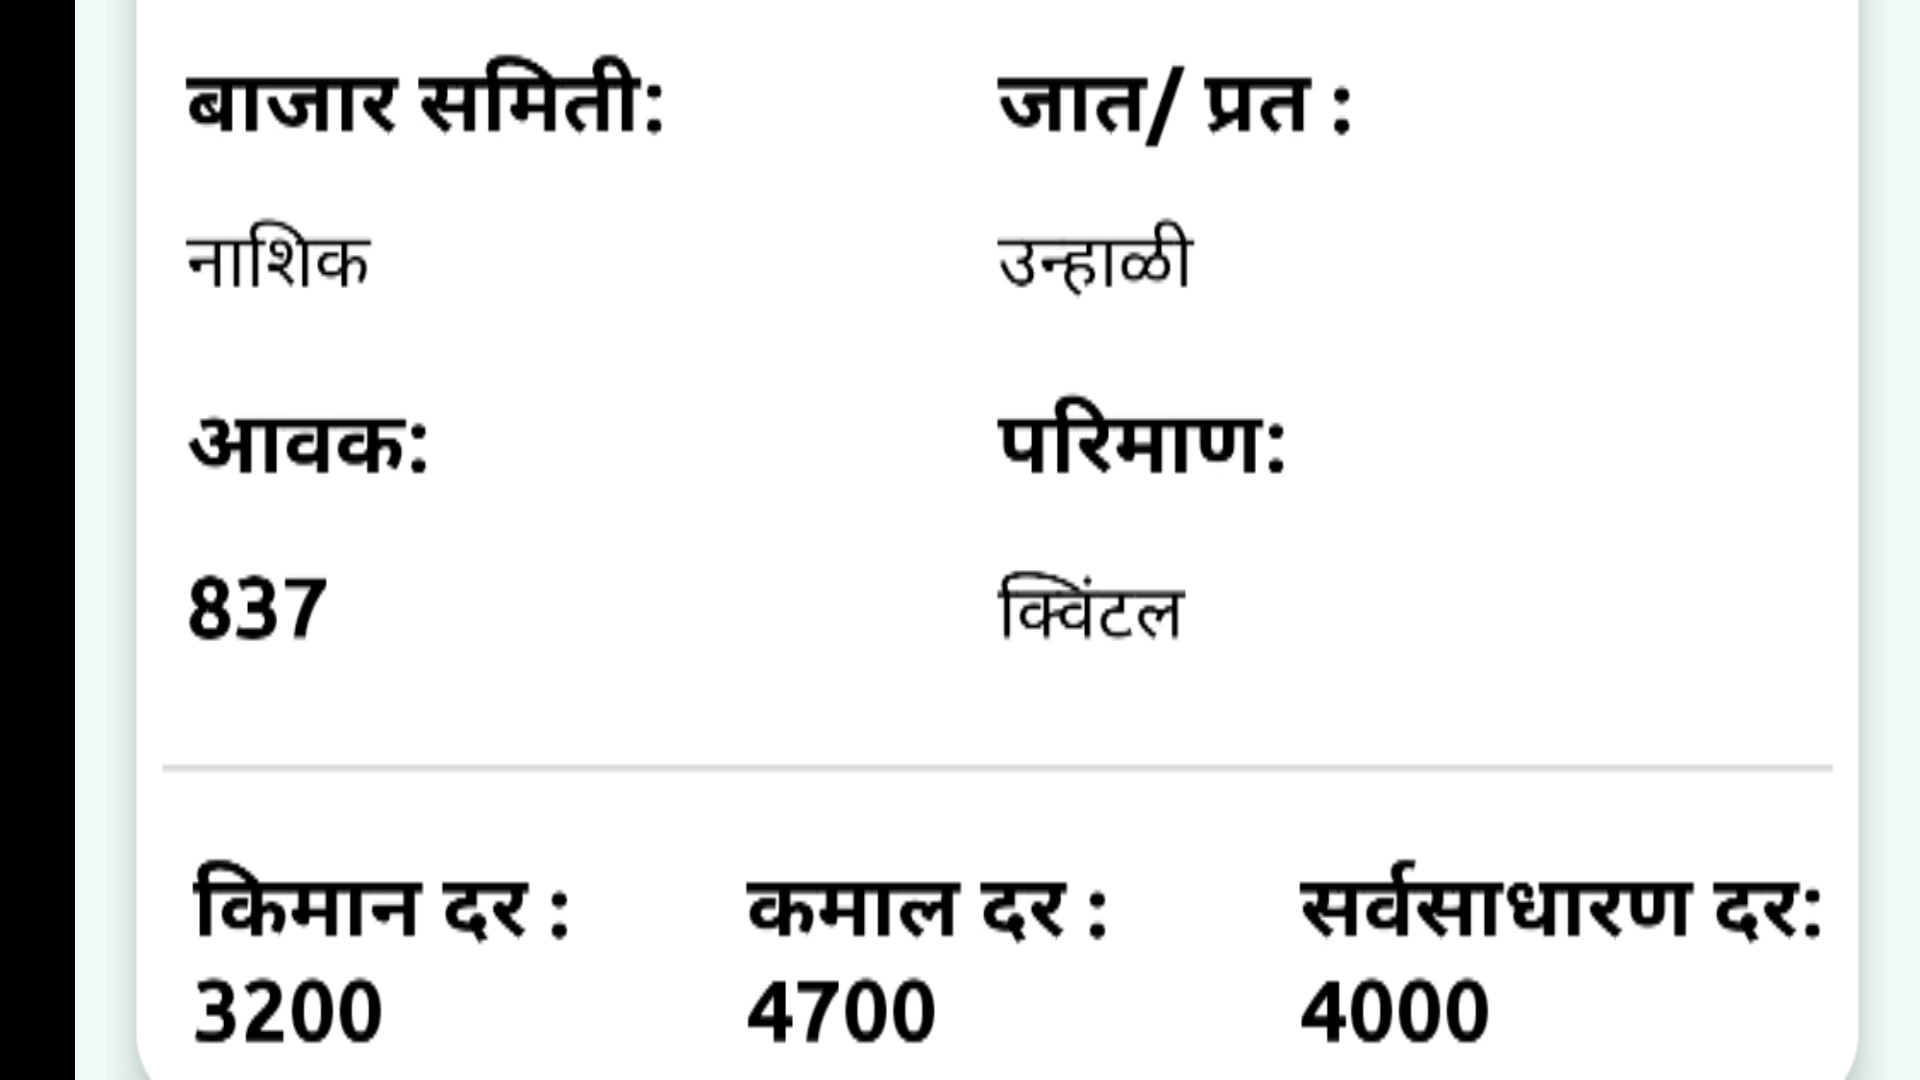 बाजार समिती: जात/ प्रत :
नाशिक उन्हाळी
आवक: परिमाण:
837 क्विंटल
किमान दर : कमाल दर : सर्वसाधारण दर:
3200 4700 4000